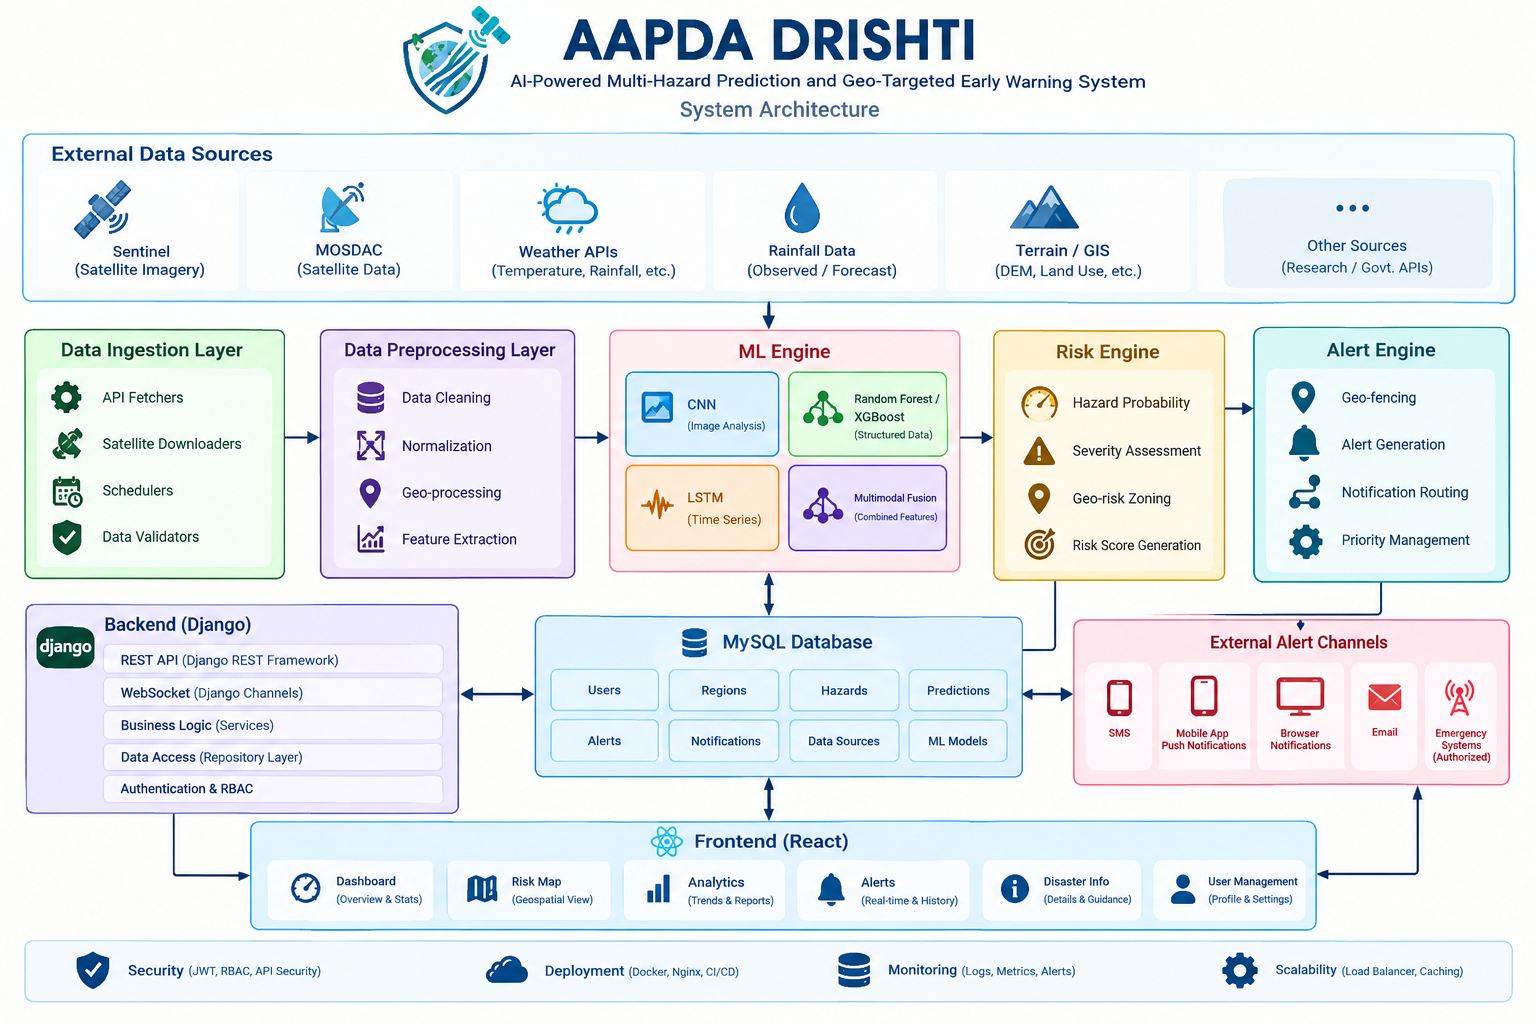 AAPDA DRISHTI
AI-Powered Multi-Hazard Prediction and Geo-Targeted Early Warning System
System Architecture
External Data Sources
Sentinel
(Satellite Imagery)
MOSDAC
(Satellite Data)
Weather APIs
(Temperature, Rainfall, etc.)
Rainfall Data
(Observed / Forecast)
Terrain / GIS
(DEM, Land Use, etc.)
Other Sources
(Research / Govt. APIs)
Data Ingestion Layer
API Fetchers
Satellite Downloaders
Schedulers
Data Validators
Data Preprocessing Layer
Data Cleaning
Normalization
Geo-processing
Feature Extraction
ML Engine
CNN
(Image Analysis)
Random Forest /
XGBoost
(Structured Data)
LSTM
(Time Series)
Multimodal Fusion
(Combined Features)
Risk Engine
Hazard Probability
Severity Assessment
Geo-risk Zoning
Risk Score Generation
Alert Engine
Geo-fencing
Alert Generation
Notification Routing
Priority Management
django
Backend (Django)
REST API (Django REST Framework)
WebSocket (Django Channels)
Business Logic (Services)
Data Access (Repository Layer)
Authentication & RBAC
MySQL Database
Users
Regions
Hazards
Predictions
Alerts
Notifications
Data Sources
ML Models
External Alert Channels
SMS
Mobile App
Push Notifications
Browser
Notifications
Email
Emergency
Systems
(Authorized)
Frontend (React)
Dashboard
(Overview & Stats)
Risk Map
(Geospatial View)
Analytics
(Trends & Reports)
Alerts
(Real-time & History)
Disaster Info
(Details & Guidance)
User Management
(Profile & Settings)
Security (JWT, RBAC, API Security)
Deployment (Docker, Nginx, CI/CD)
Monitoring (Logs, Metrics, Alerts)
Scalability (Load Balancer, Caching)